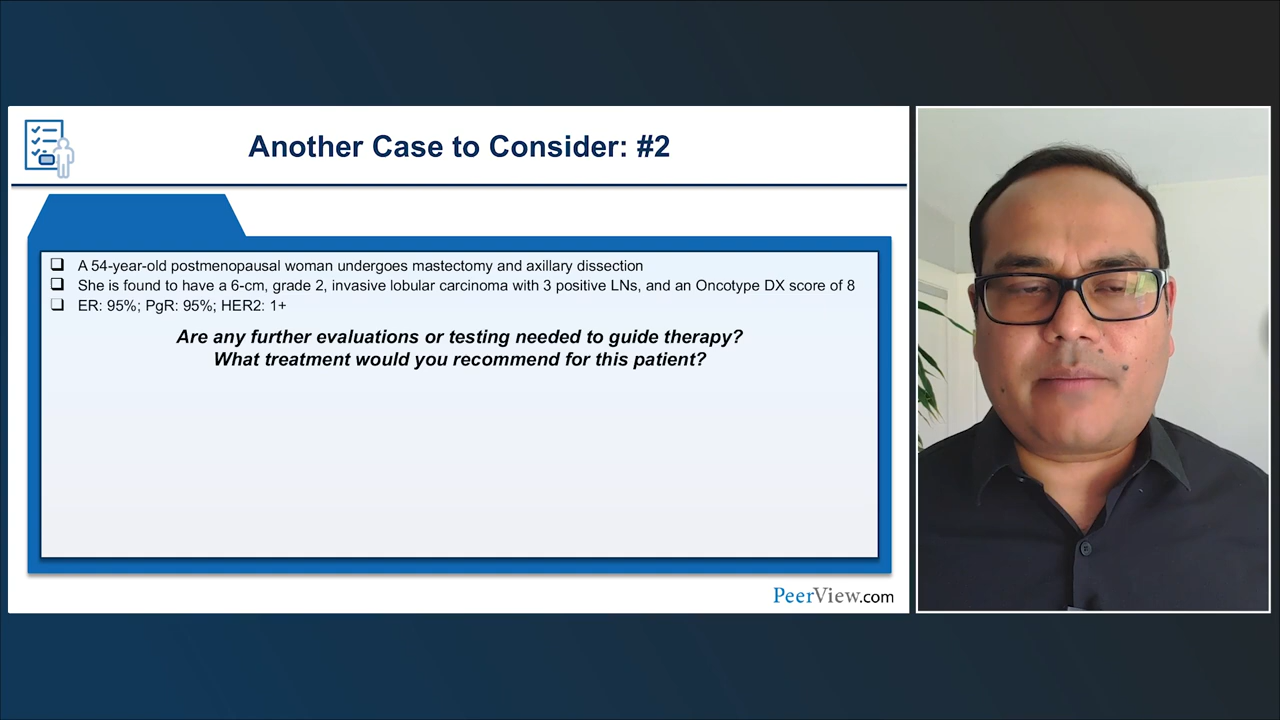 Another Case to Consider: #2
A 54-year-old postmenopausal woman undergoes mastectomy and axillary dissection
She is found to have a 6-cm, grade 2, invasive lobular carcinoma with 3 positive LNs, and an Oncotype DX score of 8
ER: 95%; PgR: 95%; HER2: 1+
Are any further evaluations or testing needed to guide therapy?
What treatment would you recommend for this patient?
PeerView.com